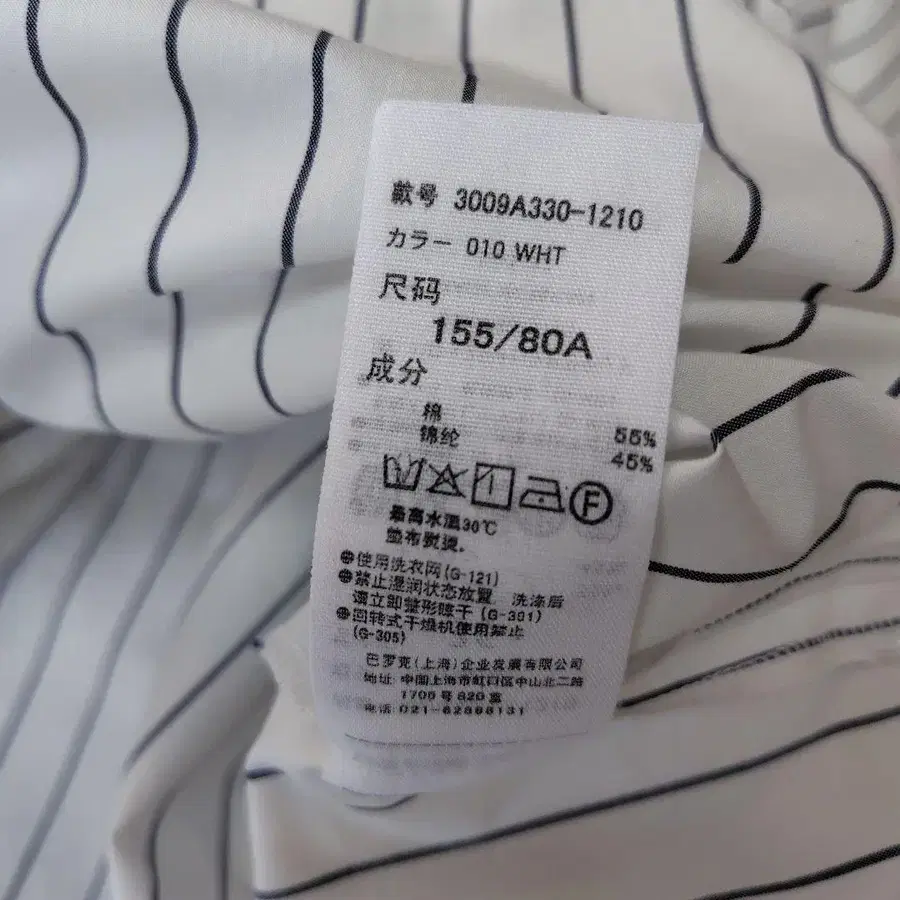 款号 3009A330-1210
カラー 010 WHT
尺码
155/80A
成分
棉 55%
锦纶 45%
F
最高水温30℃
垫布熨烫.
●使用洗衣网(G-121)
●禁止湿润状态放置. 洗涤后
请立卸整形晾干(G-301)
●回转式干燥机使用禁止
(G-305)
巴罗克(上海)企业发展有限公司
地址:中国上海市虹口区中山北二路
1705号820室
电话:021-62886131